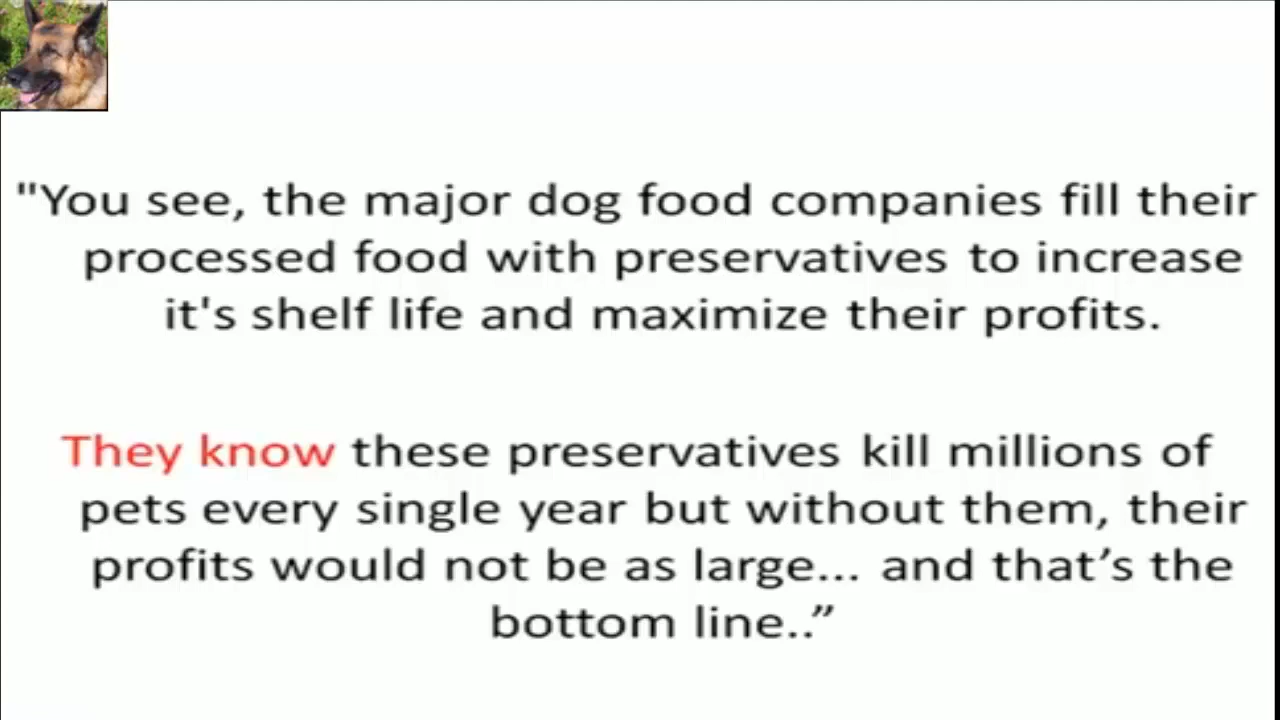 "You see, the major dog food companies fill their
processed food with preservatives to increase
it's shelf life and maximize their profits.
They know these preservatives kill millions of
pets every single year but without them, their
profits would not be as large... and that’s the
bottom line..”